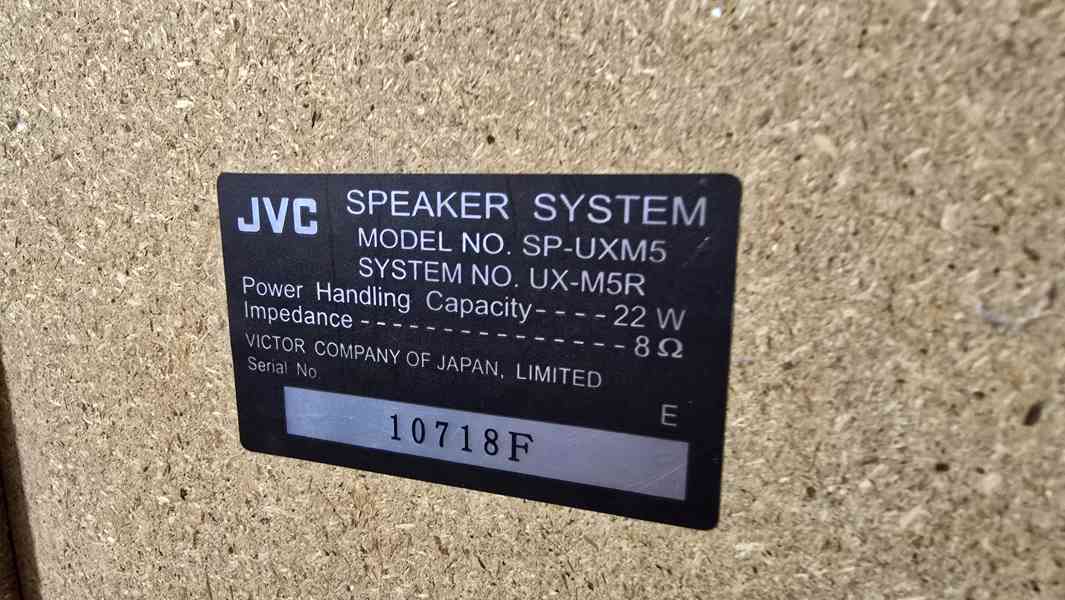 JVC SPEAKER SYSTEM
MODEL NO. SP-UXM5
SYSTEM NO. UX-M5R
Power Handling Capacity----22 W
Impedance---------------8Ω
VICTOR COMPANY OF JAPAN, LIMITED
Serial No.
E
10718F